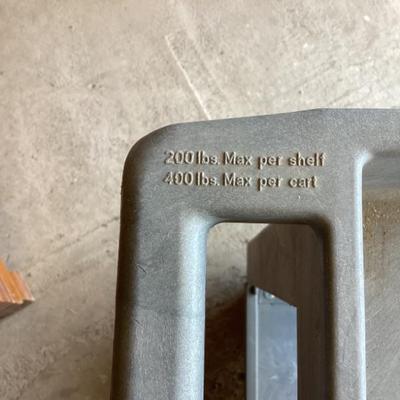 200 lbs. Max per shelf
400 lbs. Max per cart